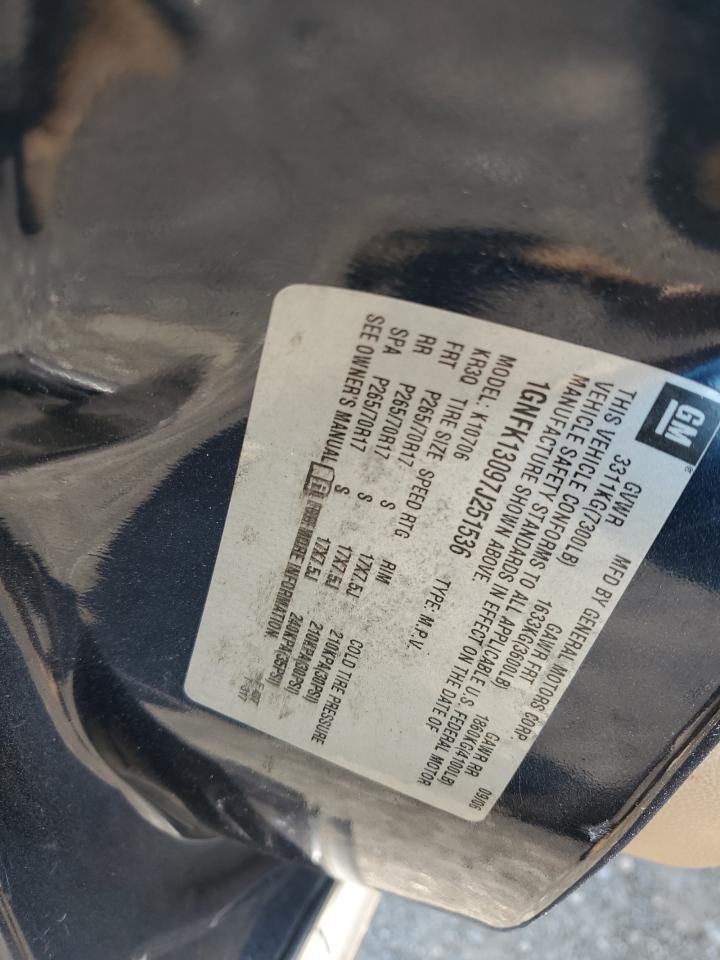 GM
®
MFD BY GENERAL MOTORS CORP 09/06
GVWR GAWR FRT GAWR RR
3311KG(7300LB) 1633KG(3600LB) 1860KG(4100LB)
THIS VEHICLE CONFORMS TO ALL APPLICABLE U.S. FEDERAL MOTOR
VEHICLE SAFETY STANDARDS IN EFFECT ON THE DATE OF
MANUFACTURE SHOWN ABOVE.
1GNFK13097J251536 TYPE: M.P.V.
MODEL: K10706
KR3Q TIRE SIZE SPEED RTG RIM COLD TIRE PRESSURE
FRT P265/70R17 S 17X7.5J 210KPA(30PSI)
RR P265/70R17 S 17X7.5J 210KPA(30PSI)
SPA P265/70R17 S 17X7.5J 240KPA(35PSI)
SEE OWNER'S MANUAL FOR MORE INFORMATION.